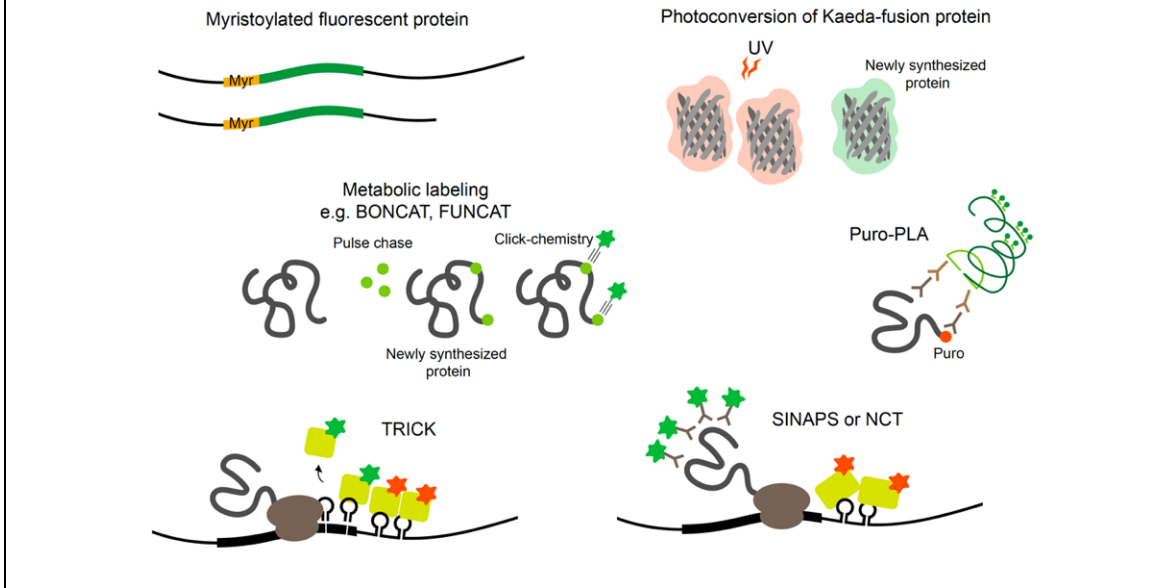 Myristoylated fluorescent protein
Myr
Myr
Photoconversion of Kaeda-fusion protein
UV
Newly synthesized
protein
Metabolic labeling
e.g. BONCAT, FUNCAT
Pulse chase
Click-chemistry
Newly synthesized
protein
Puro-PLA
Puro
TRICK
SINAPS or NCT